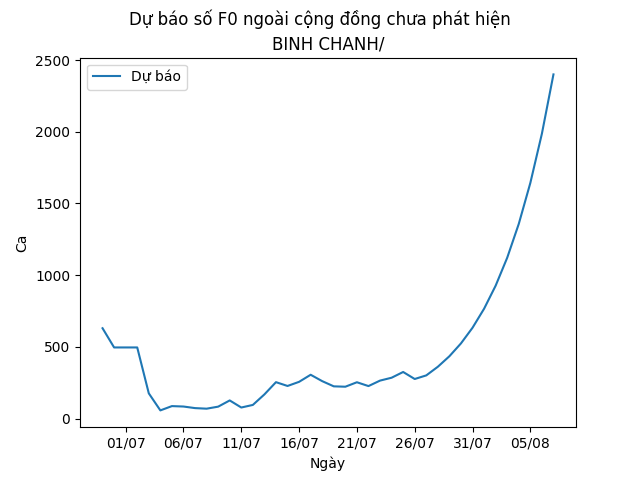 Dự báo số F0 ngoài cộng đồng chưa phát hiện
BINH CHANH/
Dự báo
2500
2000
1500
1000
500
0
Ca
01/07 06/07 11/07 16/07 21/07 26/07 31/07 05/08
Ngày